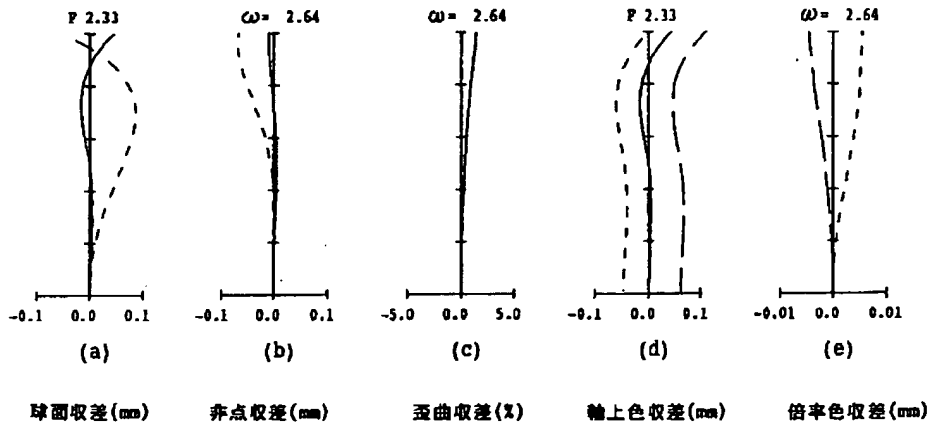 F 2.33 ω= 2.64 ω= 2.64 F 2.33 ω= 2.64
-0.1 0.0 0.1 -0.1 0.0 0.1 -5.0 0.0 5.0 -0.1 0.0 0.1 -0.01 0.0 0.01
(a) (b) (c) (d) (e)
球面収差(mm) 非点収差(mm) 歪曲収差(%) 軸上色収差(mm) 倍率色収差(mm)